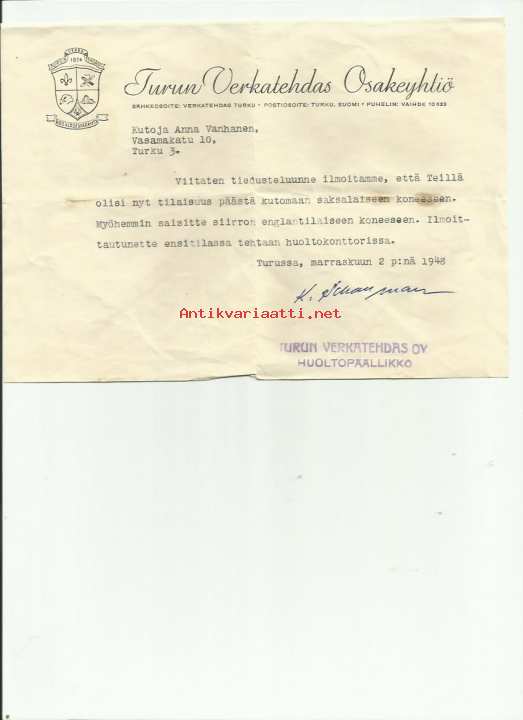 1874
Turun Verkatehdas Osakeyhtiö
SÄHKÖOSOITE: VERKATEHDAS TURKU • POSTIOSOITE: TURKU, SUOMI • PUHELIN: VAIHDE 10433
Kutoja Anna Vanhanen,
Vasamakatu 10,
Turku 3.
Viitaten tiedusteluunne ilmoitamme, että Teillä
olisi nyt tilaisuus päästä kutomaan saksalaiseen koneeseen.
Myöhemmin saisitte siirron englantilaiseen koneeseen. Ilmoit-
tautunette ensitilassa tehtaan huoltokonttorissa.
Turussa, marraskuun 2 p:nä 1948
K. Schauman
Antikvariaatti.net
TURUN VERKATEHDAS OY
HUOLTOPÄÄLLIKKÖ